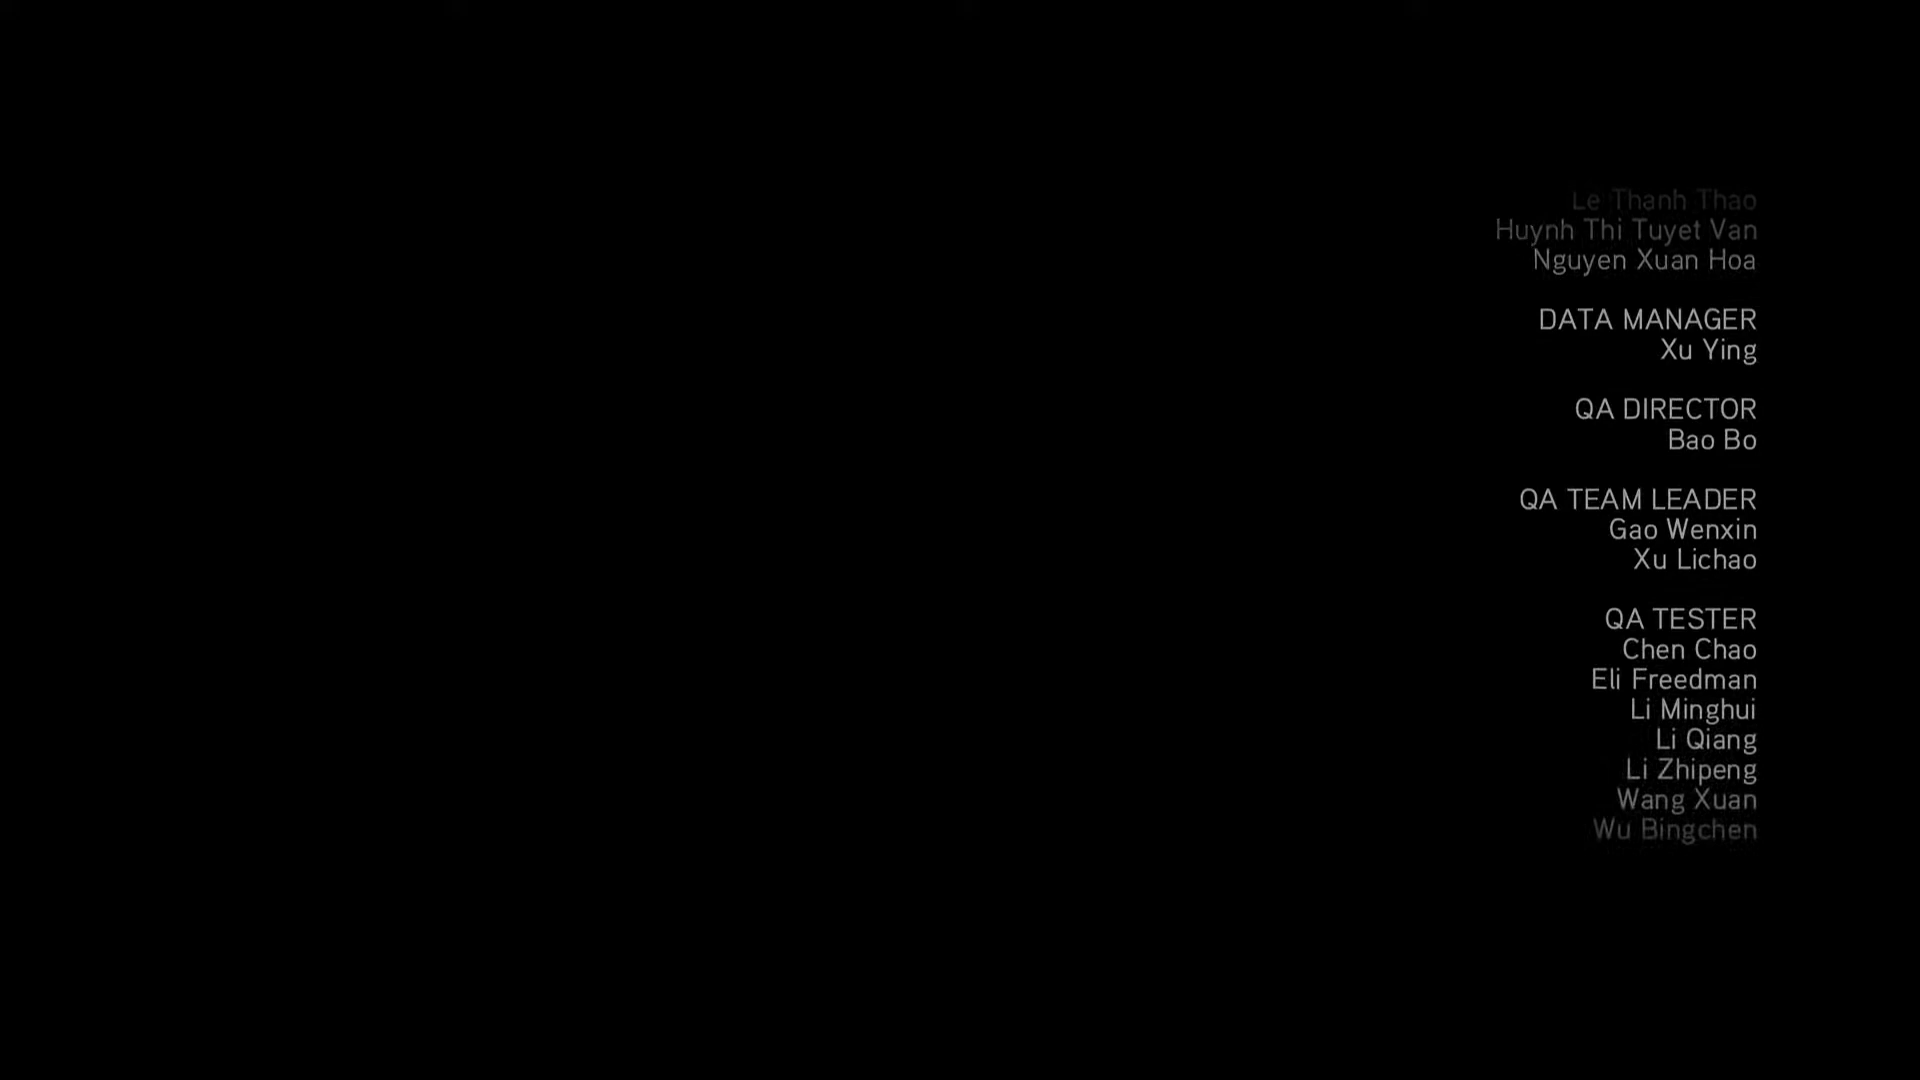 Le Thanh Thao
Huynh Thi Tuyet Van
Nguyen Xuan Hoa
DATA MANAGER
Xu Ying
QA DIRECTOR
Bao Bo
QA TEAM LEADER
Gao Wenxin
Xu Lichao
QA TESTER
Chen Chao
Eli Freedman
Li Minghui
Li Qiang
Li Zhipeng
Wang Xuan
Wu Bingchen